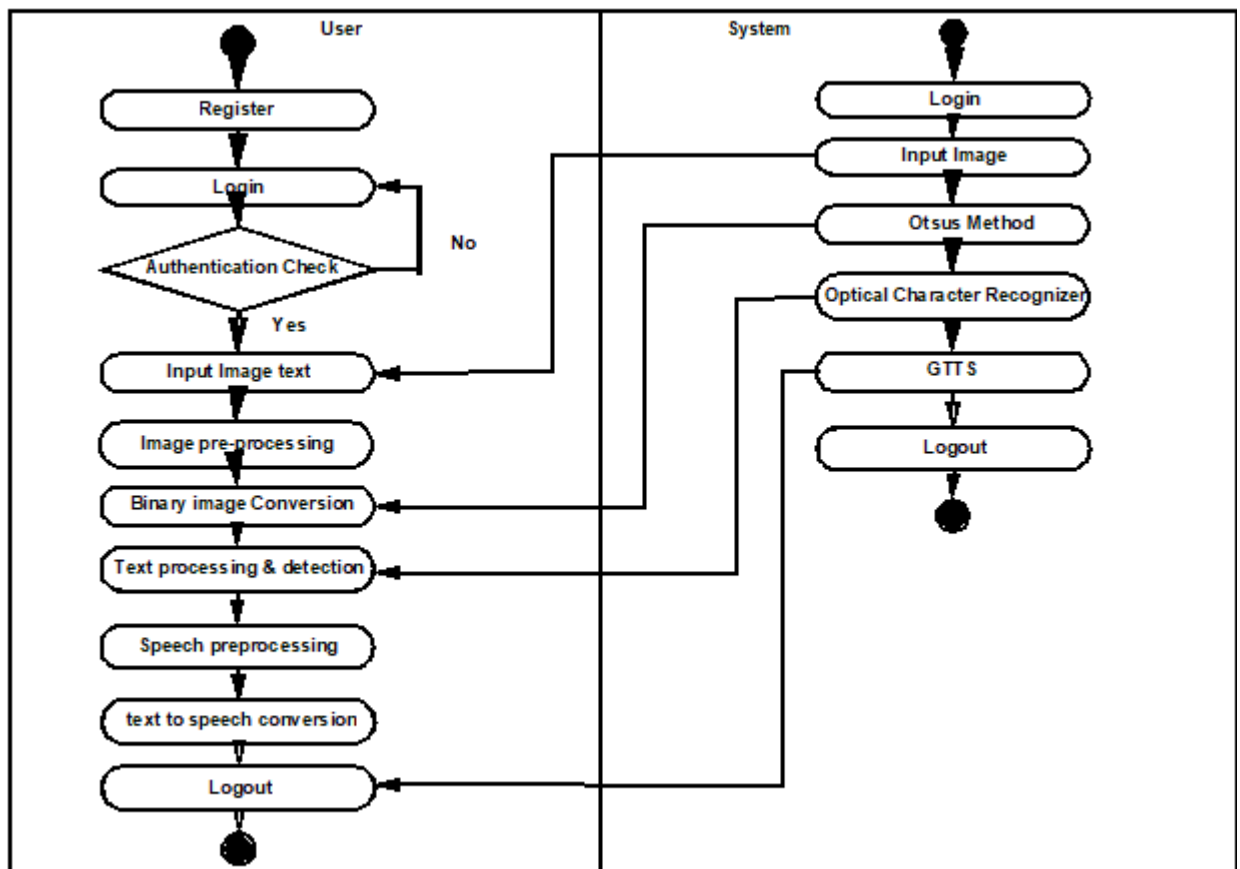 User
Register
Login
No
Authentication Check
Yes
Input Image text
Image pre-processing
Binary image Conversion
Text processing & detection
Speech preprocessing
text to speech conversion
Logout
System
Login
Input Image
Otsus Method
Optical Character Recognizer
GTTS
Logout